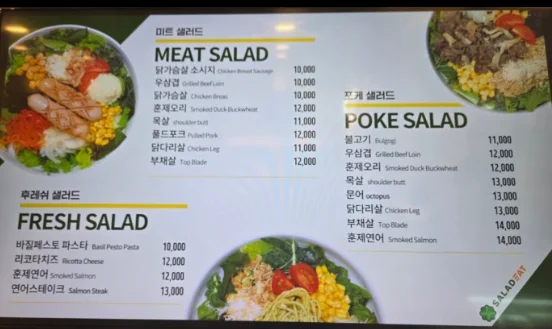 미트 샐러드
MEAT SALAD
닭가슴살 소시지 Chicken Breast Sausage 10,000
우삼겹 Grilled Beef Loin 10,000
닭가슴살 Chicken Breas 10,000
훈제오리 Smoked Duck Buckwheat 12,000
목살 shoulder butt 11,000
풀드포크 Pulled Pork 12,000
닭다리살 Chicken Leg 11,000
부채살 Top Blade 12,000
포케 샐러드
POKE SALAD
불고기 Bulgogi 11,000
우삼겹 Grilled Beef Loin 12,000
훈제오리 Smoked Duck Buckwheat 12,000
목살 shoulder butt 13,000
문어 octopus 13,000
닭다리살 Chicken Leg 13,000
부채살 Top Blade 14,000
훈제연어 Smoked Salmon 14,000
후레쉬 샐러드
FRESH SALAD
바질페스토 파스타 Basil Pesto Pasta 10,000
리코타치즈 Ricotta Cheese 12,000
훈제연어 Smoked Salmon 12,000
연어스테이크 Salmon Steak 13,000
SALADEAT